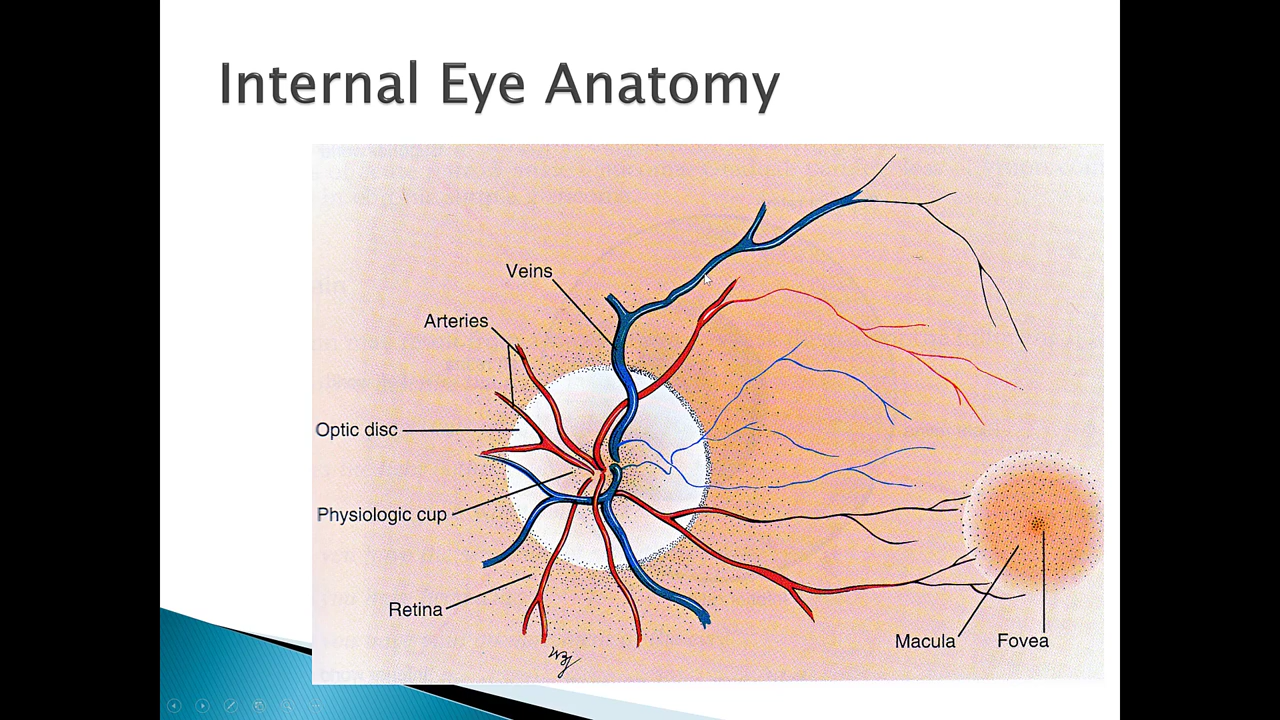 Internal Eye Anatomy
Veins
Arteries
Optic disc
Physiologic cup
Retina
Macula
Fovea